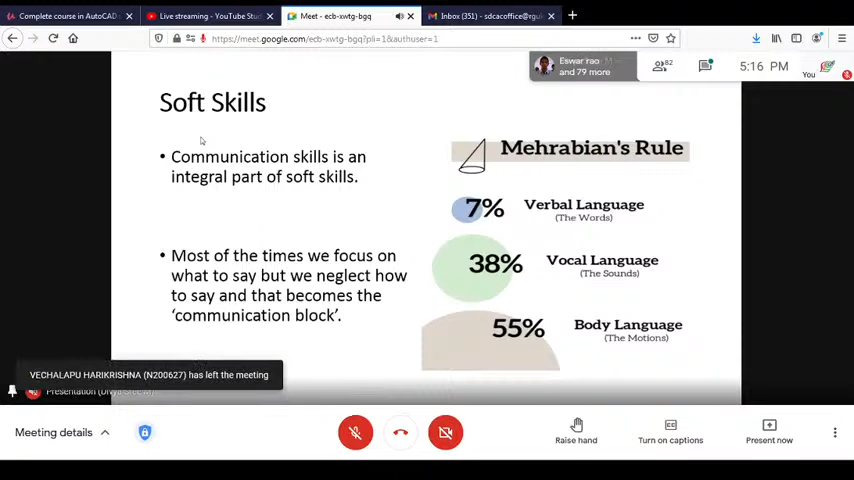 Complete course in AutoCAD
Live streaming - YouTube Stu
Meet - ecb-xwtg-bgq
Inbox (351) - sdcacoffice@rgu
https://meet.google.com/ecb-xwtg-bgq?pli=1&authuser=1
Eswar rao
and 79 more
82
5:16 PM
You
Soft Skills
• Communication skills is an
integral part of soft skills.
• Most of the times we focus on
what to say but we neglect how
to say and that becomes the
‘communication block’.
Mehrabian's Rule
7%
Verbal Language
(The Words)
38%
Vocal Language
(The Sounds)
55%
Body Language
(The Motions)
VECHALAPU HARIKRISHNA (N200627) has left the meeting
Meeting details
Raise hand
Turn on captions
Present now